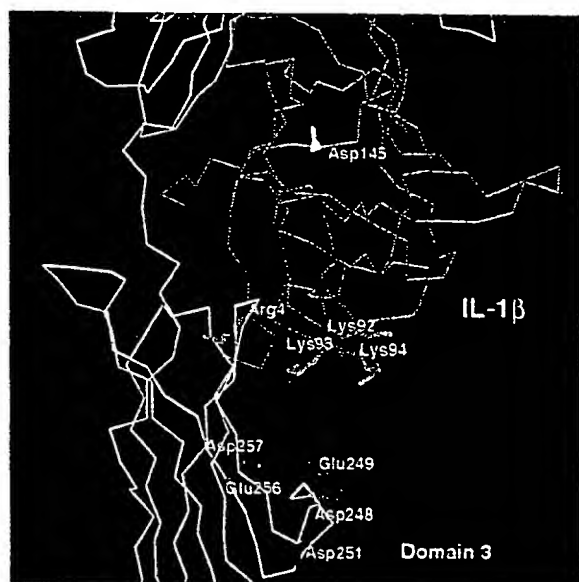 Asp145
IL-1β
Arg4
Lys92
Lys93
Lys94
Asp257
Glu249
Glu256
Asp248
Asp251
Domain 3